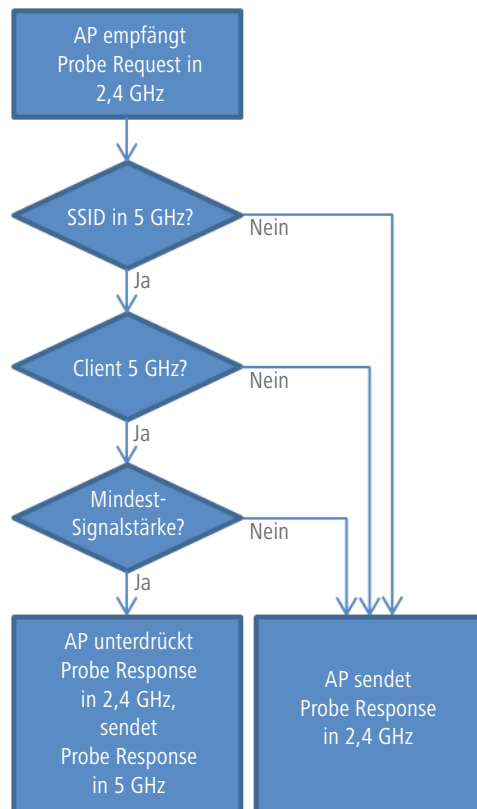 AP empfängt
Probe Request in
2,4 GHz
SSID in 5 GHz?
Nein
Ja
Client 5 GHz?
Nein
Ja
Mindest-
Signalstärke?
Nein
Ja
AP unterdrückt
Probe Response
in 2,4 GHz,
sendet
Probe Response
in 5 GHz
AP sendet
Probe Response
in 2,4 GHz